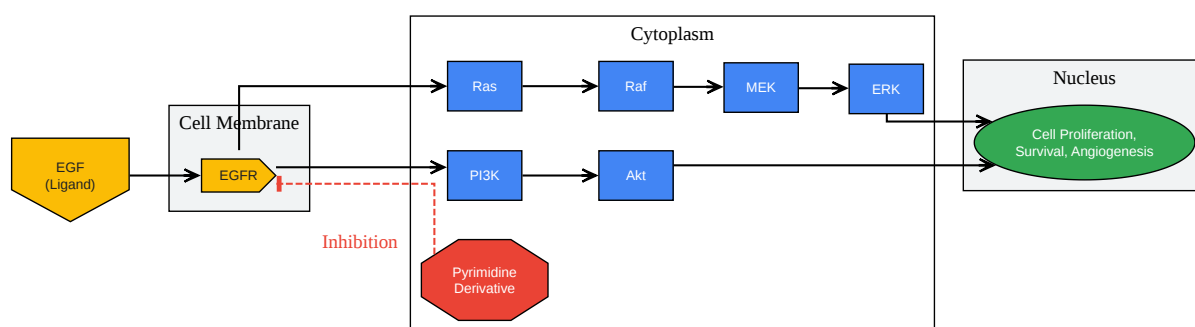 Cytoplasm
Nucleus
Cell Membrane
Ras
Raf
MEK
ERK
Cell Proliferation,
Survival, Angiogenesis
EGF
(Ligand)
EGFR
PI3K
Akt
Inhibition
Pyrimidine
Derivative